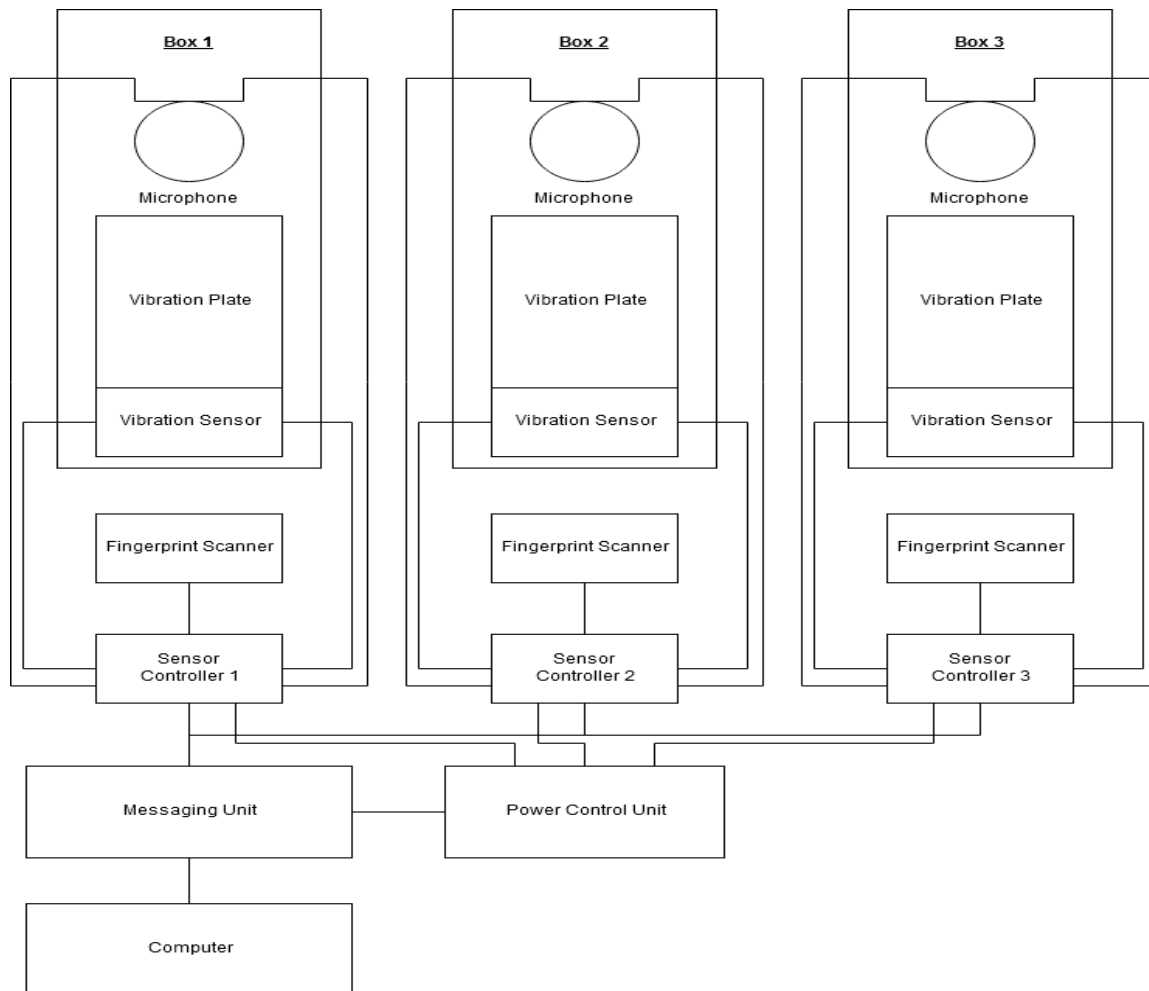 Box 1
Box 2
Box 3
Microphone
Microphone
Microphone
Vibration Plate
Vibration Plate
Vibration Plate
Vibration Sensor
Vibration Sensor
Vibration Sensor
Fingerprint Scanner
Fingerprint Scanner
Fingerprint Scanner
Sensor
Controller 1
Sensor
Controller 2
Sensor
Controller 3
Messaging Unit
Power Control Unit
Computer